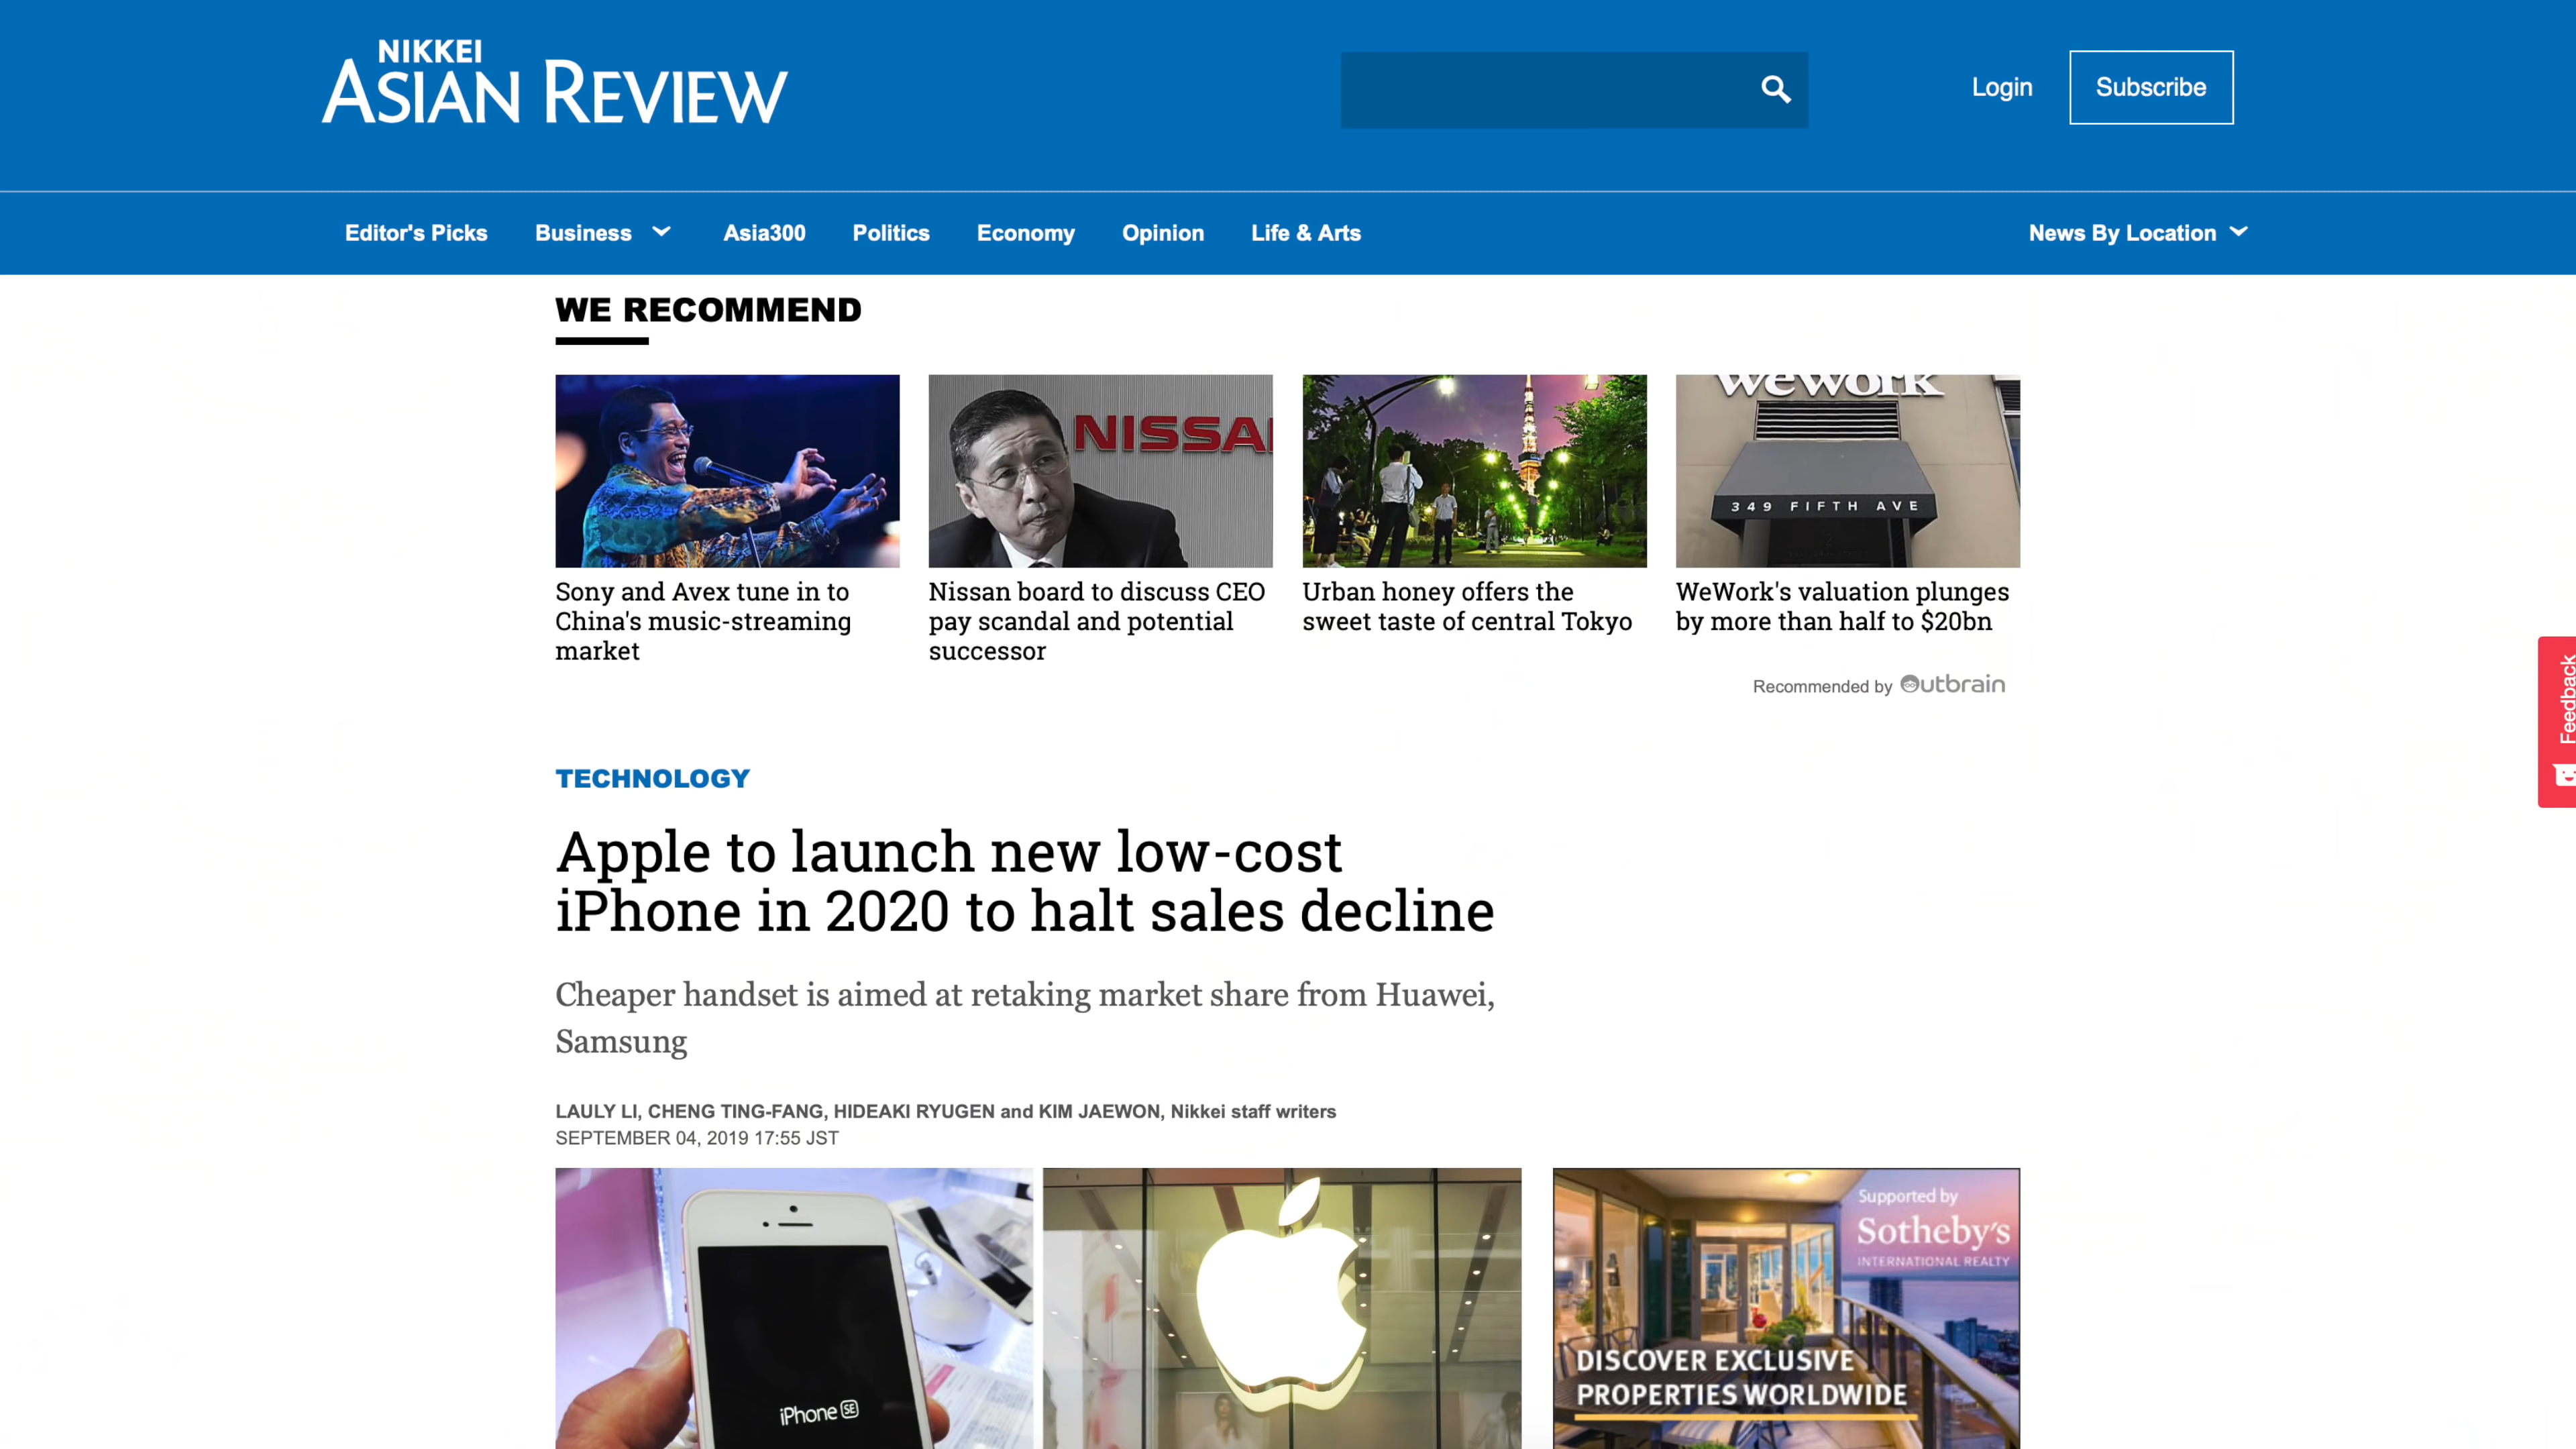 NIKKEI
ASIAN REVIEW
Login
Subscribe
Editor's Picks
Business
Asia300
Politics
Economy
Opinion
Life & Arts
News By Location
WE RECOMMEND
NISSA
wework
349 FIFTH AVE
Sony and Avex tune in to
China's music-streaming
market
Nissan board to discuss CEO
pay scandal and potential
successor
Urban honey offers the
sweet taste of central Tokyo
WeWork's valuation plunges
by more than half to $20bn
Recommended by Outbrain
Feedback
TECHNOLOGY
Apple to launch new low-cost
iPhone in 2020 to halt sales decline
Cheaper handset is aimed at retaking market share from Huawei,
Samsung
LAULY LI, CHENG TING-FANG, HIDEAKI RYUGEN and KIM JAEWON, Nikkei staff writers
SEPTEMBER 04, 2019 17:55 JST
iPhone SE
Supported by
Sotheby's
INTERNATIONAL REALTY
DISCOVER EXCLUSIVE
PROPERTIES WORLDWIDE